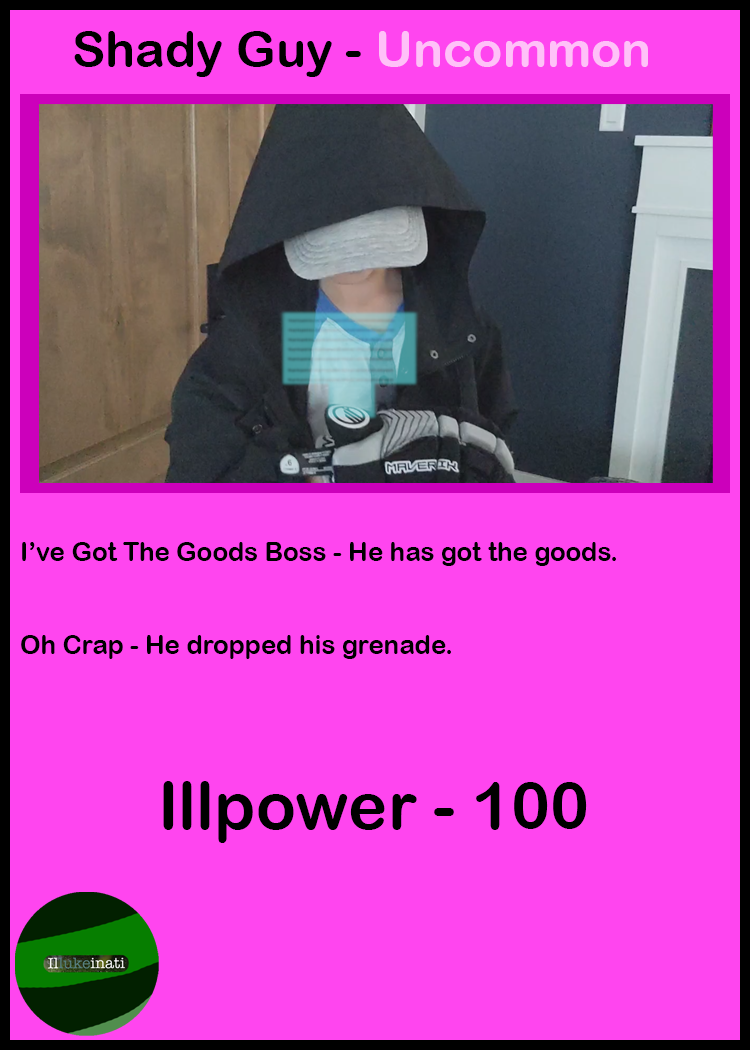 Shady Guy - Uncommon
MAVERIK
I’ve Got The Goods Boss - He has got the goods.
Oh Crap - He dropped his grenade.
Illpower - 100
Illukeinati